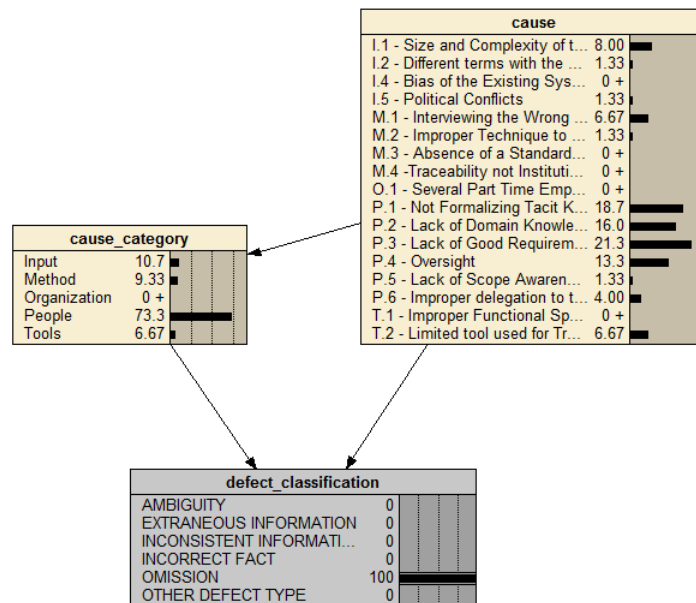 cause
I.1 - Size and Complexity of t... 8.00
I.2 - Different terms with the ... 1.33
I.4 - Bias of the Existing Sys... 0 +
I.5 - Political Conflicts 1.33
M.1 - Interviewing the Wrong ... 6.67
M.2 - Improper Technique to ... 1.33
M.3 - Absence of a Standard... 0 +
M.4 -Traceability not Instituti... 0 +
O.1 - Several Part Time Emp... 0 +
P.1 - Not Formalizing Tacit K... 18.7
P.2 - Lack of Domain Knowle... 16.0
P.3 - Lack of Good Requirem... 21.3
P.4 - Oversight 13.3
P.5 - Lack of Scope Awaren... 1.33
P.6 - Improper delegation to t... 4.00
T.1 - Improper Functional Sp... 0 +
T.2 - Limited tool used for Tr... 6.67
cause_category
Input 10.7
Method 9.33
Organization 0 +
People 73.3
Tools 6.67
defect_classification
AMBIGUITY 0
EXTRANEOUS INFORMATION 0
INCONSISTENT INFORMATI... 0
INCORRECT FACT 0
OMISSION 100
OTHER DEFECT TYPE 0